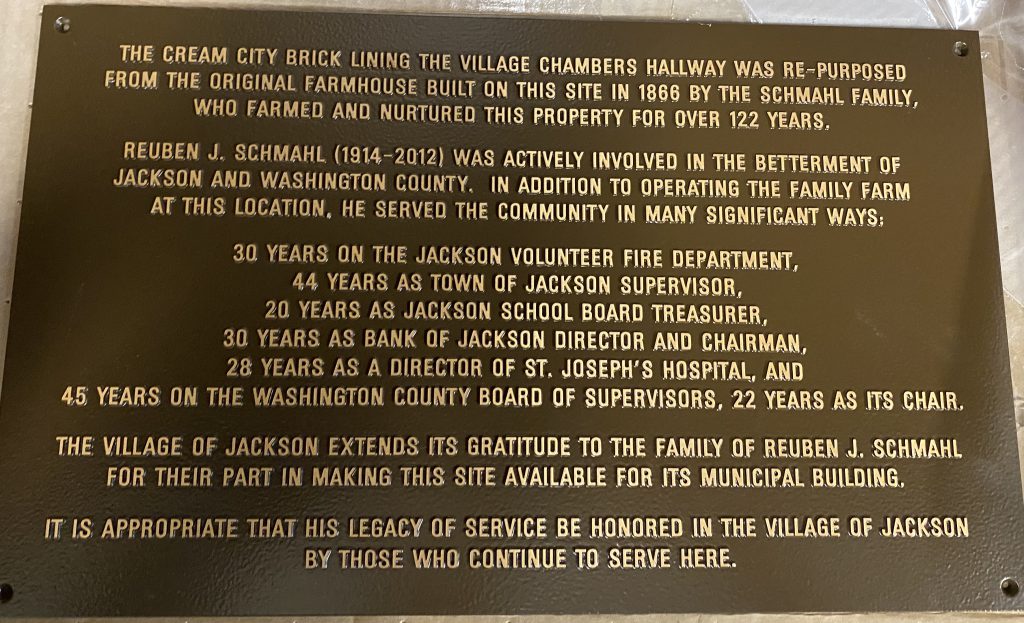 THE CREAM CITY BRICK LINING THE VILLAGE CHAMBERS HALLWAY WAS RE-PURPOSED
FROM THE ORIGINAL FARMHOUSE BUILT ON THIS SITE IN 1866 BY THE SCHMAHL FAMILY,
WHO FARMED AND NURTURED THIS PROPERTY FOR OVER 122 YEARS.
REUBEN J. SCHMAHL (1914-2012) WAS ACTIVELY INVOLVED IN THE BETTERMENT OF
JACKSON AND WASHINGTON COUNTY. IN ADDITION TO OPERATING THE FAMILY FARM
AT THIS LOCATION, HE SERVED THE COMMUNITY IN MANY SIGNIFICANT WAYS:
30 YEARS ON THE JACKSON VOLUNTEER FIRE DEPARTMENT,
44 YEARS AS TOWN OF JACKSON SUPERVISOR,
20 YEARS AS JACKSON SCHOOL BOARD TREASURER,
30 YEARS AS BANK OF JACKSON DIRECTOR AND CHAIRMAN,
28 YEARS AS A DIRECTOR OF ST. JOSEPH'S HOSPITAL, AND
45 YEARS ON THE WASHINGTON COUNTY BOARD OF SUPERVISORS, 22 YEARS AS ITS CHAIR.
THE VILLAGE OF JACKSON EXTENDS ITS GRATITUDE TO THE FAMILY OF REUBEN J. SCHMAHL
FOR THEIR PART IN MAKING THIS SITE AVAILABLE FOR ITS MUNICIPAL BUILDING.
IT IS APPROPRIATE THAT HIS LEGACY OF SERVICE BE HONORED IN THE VILLAGE OF JACKSON
BY THOSE WHO CONTINUE TO SERVE HERE.